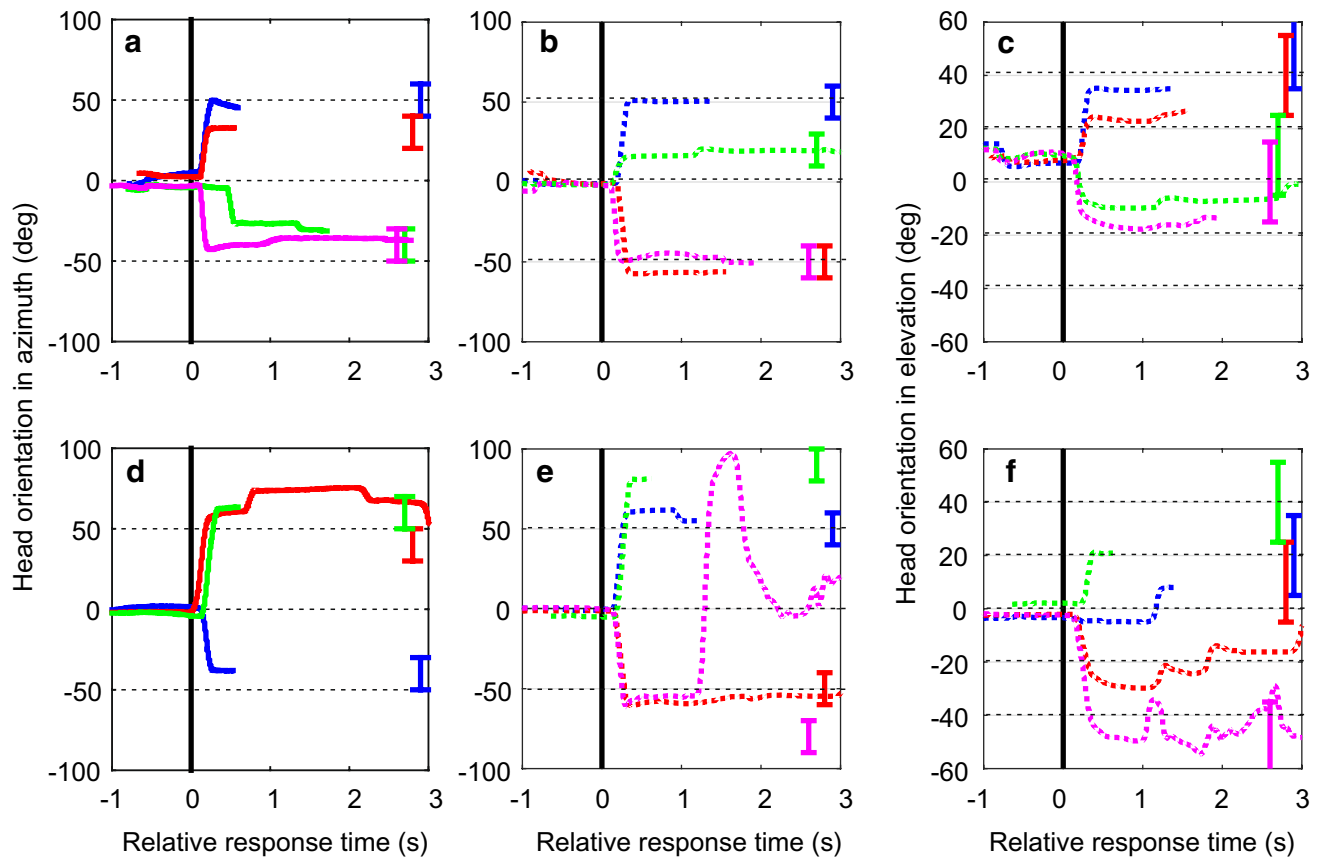 Head orientation in azimuth (deg)
a
100
50
0
-50
-100
-1 0 1 2 3
b
100
50
0
-50
-100
-1 0 1 2 3
Head orientation in elevation (deg)
c
60
40
20
0
-20
-40
-60
-1 0 1 2 3
d
100
50
0
-50
-100
-1 0 1 2 3
Relative response time (s)
e
100
50
0
-50
-100
-1 0 1 2 3
Relative response time (s)
f
60
40
20
0
-20
-40
-60
-1 0 1 2 3
Relative response time (s)